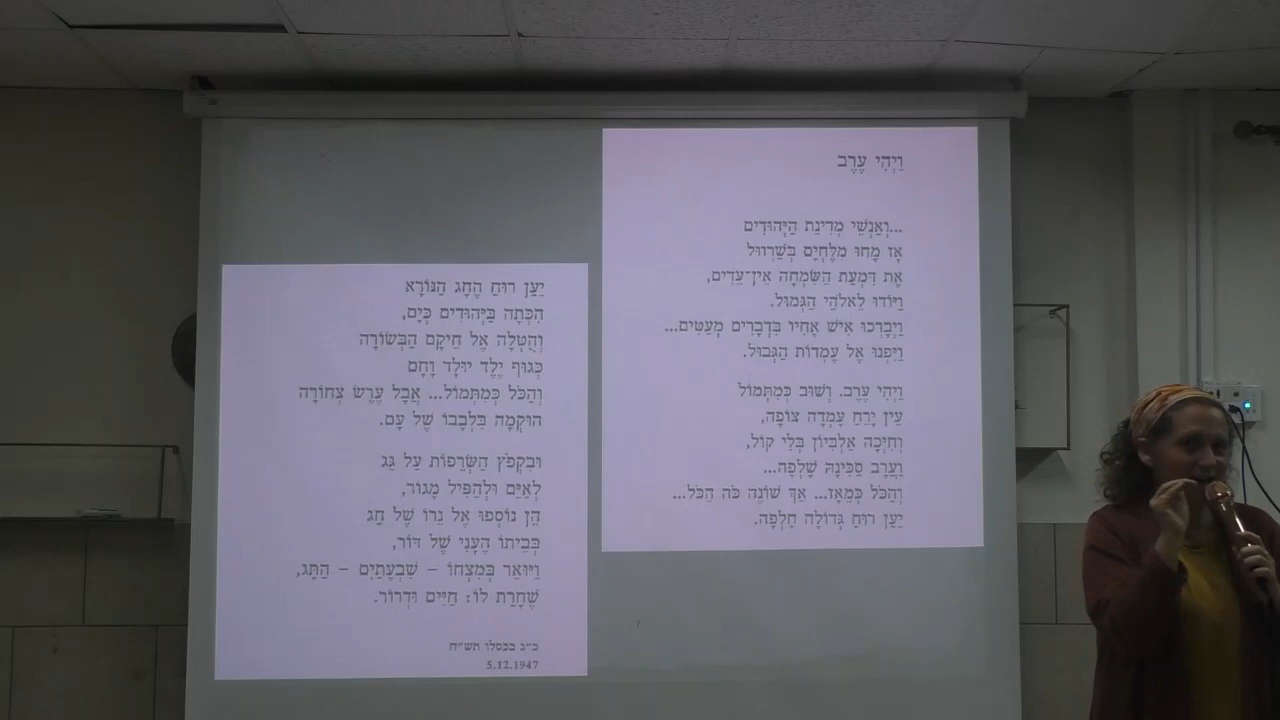 וַיְהִי עֶרֶב
...וְאַנְשֵׁי מְדִינַת הַיְּהוּדִים
אָז מָחוּ מִלְּחָיַיִם בְּשַׁרְווּל
אֶת דִּמְעַת הַשִּׂמְחָה אֵין־עֵדִים,
וַיּוֹדוּ לֵאלֹהֵי הַגְּמוּל.
וַיְבָרְכוּ אִישׁ אָחִיו בִּדְבָרִים מְעַטִּים...
וַיִּפְנוּ אֶל עֶמְדוֹת הַגְּבוּל.
וַיְהִי עֶרֶב. וְשׁוּב כְּמִתְּמוֹל
עֵין יָרֵחַ עָמְדָה צוֹפָה,
וְחִיְּכָה אַלְבִּיוֹן בְּלִי קוֹל,
וַעֲרָב סַכִּינָהּ שָׁלְפָה...
וְהַכֹּל כְּמֵאָז... אַךְ שׁוֹנֶה כֹּה הַכֹּל...
יַעַן רוּחַ גְּדוֹלָה חָלְפָה.
יַעַן רוּחַ הֶחָג הַנּוֹרָא
הִכְּתָה בַּיְּהוּדִים כְּיָם,
וְהֻטְּלָה אֶל חֵיקָם הַבְּשׂוֹרָה
כְּגוּף יֶלֶד יוּלָּד וָחָם
וְהַכֹּל כְּמִתְּמוֹל... אֲבָל עֶרֶשׂ צְחוֹרָה
הוּקְמָה בִּלְבָבוֹ שֶׁל עָם.
וּבִקְפֹץ הַשְּׂרֵפוֹת עַל גַּג
לְאַיֵּם וּלְהַפִּיל מָגוֹר,
הֵן נוֹסְפוּ אֶל נֵרוֹ שֶׁל חַג
בְּבֵיתוֹ הֶעָנִי שֶׁל דּוֹר,
וַיּוּאַר בְּמִצְחוֹ – שִׁבְעָתַיִם – הַתָּג,
שֶׁחָרַת לוֹ: חַיִּים וּדְרוֹר.
כ״ג בכסלו תש״ח
5.12.1947